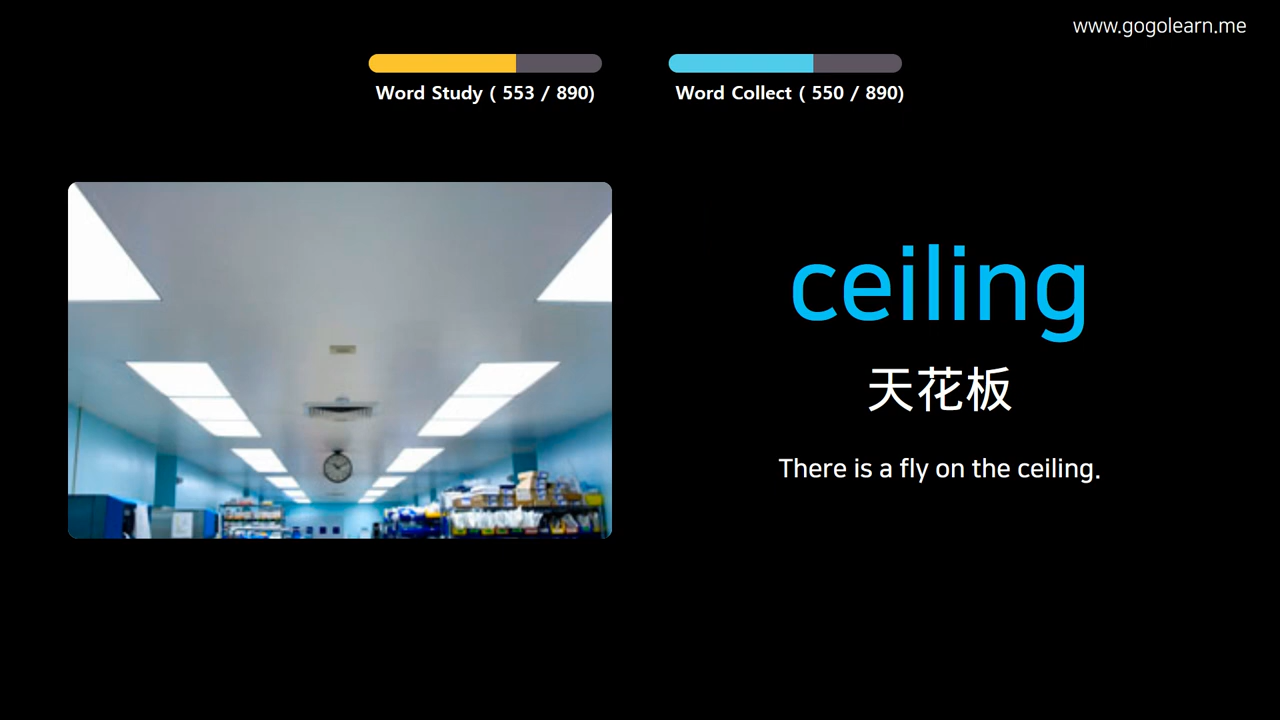 www.gogolearn.me
Word Study ( 553 / 890)
Word Collect ( 550 / 890)
ceiling
天花板
There is a fly on the ceiling.